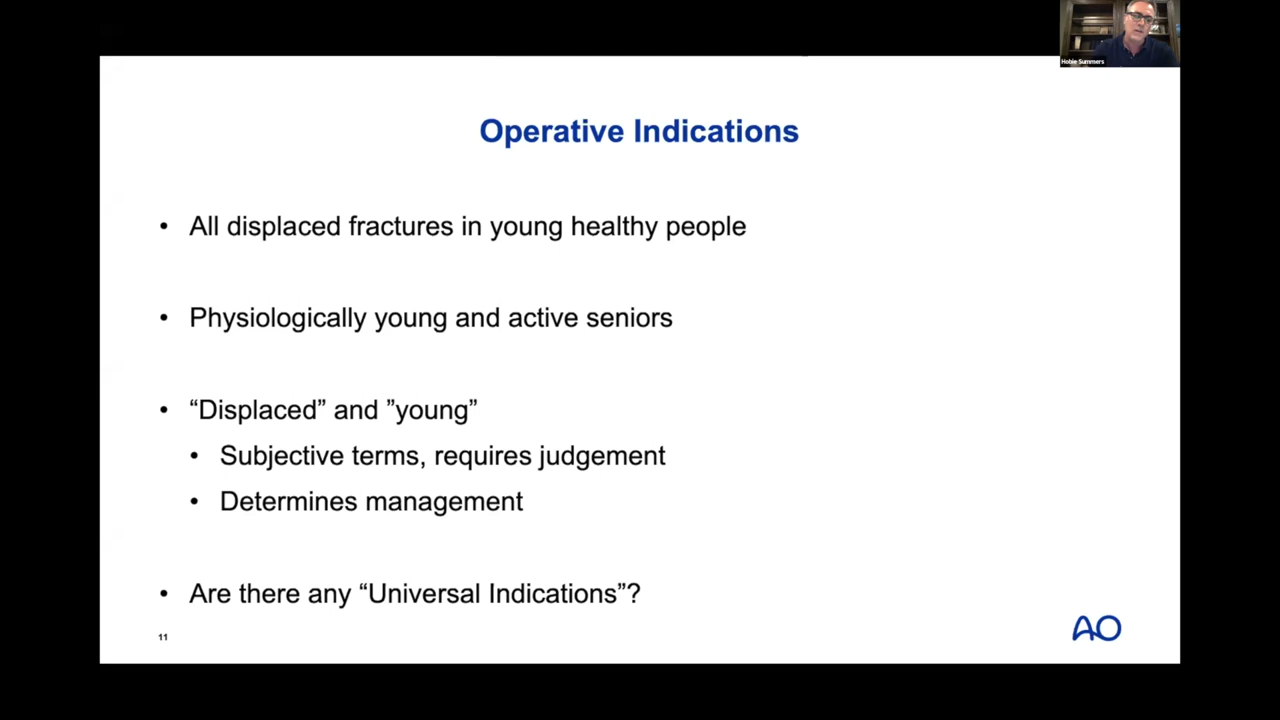 Hobie Summers
Operative Indications
• All displaced fractures in young healthy people
• Physiologically young and active seniors
• “Displaced” and ”young”
• Subjective terms, requires judgement
• Determines management
• Are there any “Universal Indications”?
11
AO